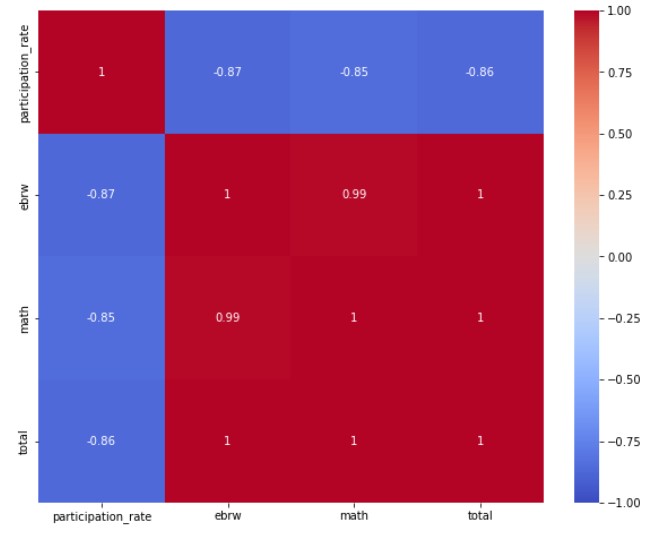 participation_rate 1 -0.87 -0.85 -0.86
ebrw -0.87 1 0.99 1
math -0.85 0.99 1 1
total -0.86 1 1 1
participation_rate ebrw math total
1.00
0.75
0.50
0.25
0.00
−0.25
−0.50
−0.75
−1.00